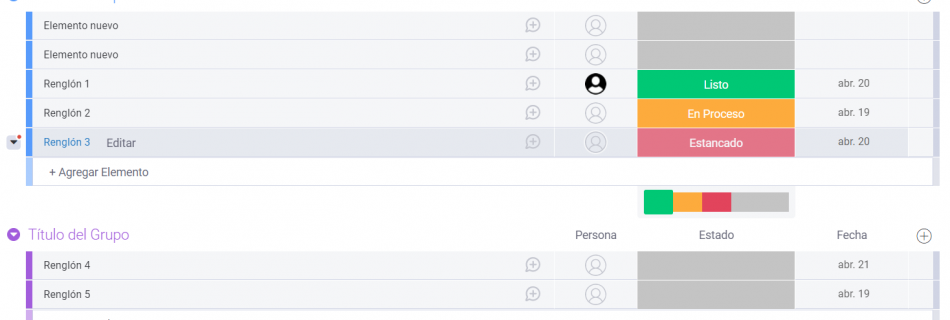 Elemento nuevo
Elemento nuevo
Renglón 1 Listo abr. 20
Renglón 2 En Proceso abr. 19
Renglón 3 Editar Estancado abr. 20
+ Agregar Elemento
Título del Grupo Persona Estado Fecha
Renglón 4 abr. 21
Renglón 5 abr. 19